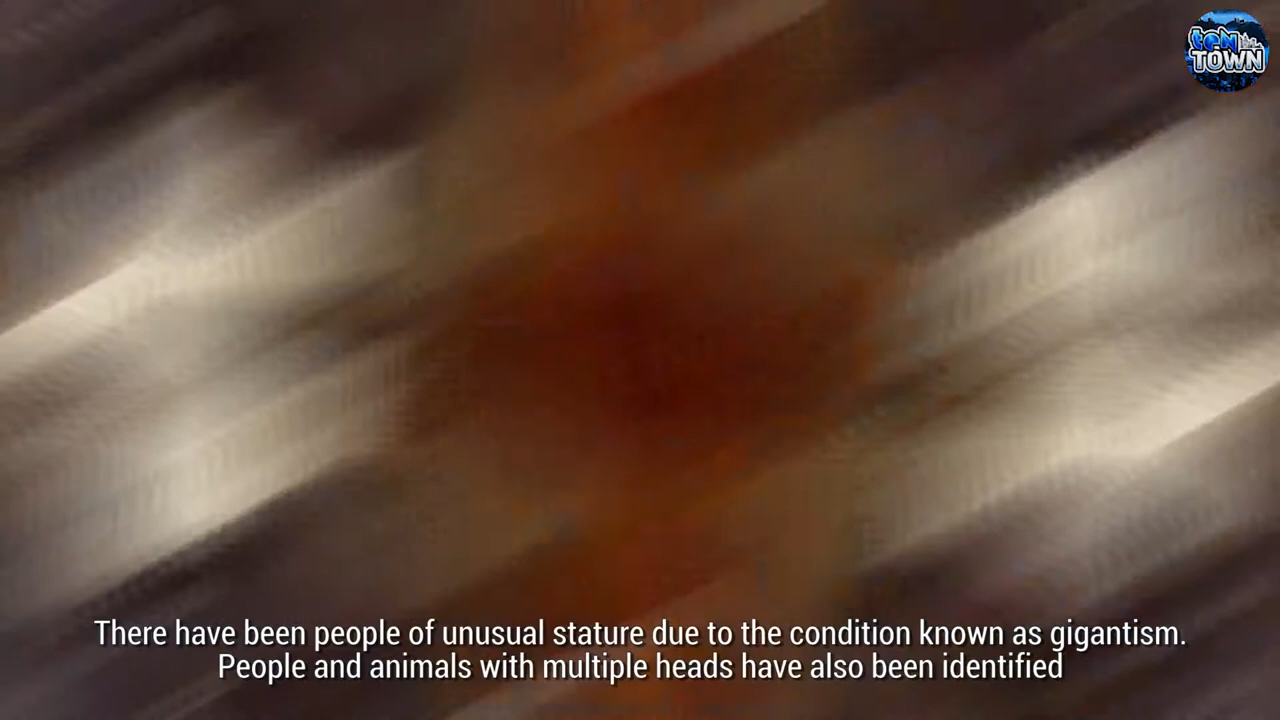 teN
TOWN
There have been people of unusual stature due to the condition known as gigantism.
People and animals with multiple heads have also been identified